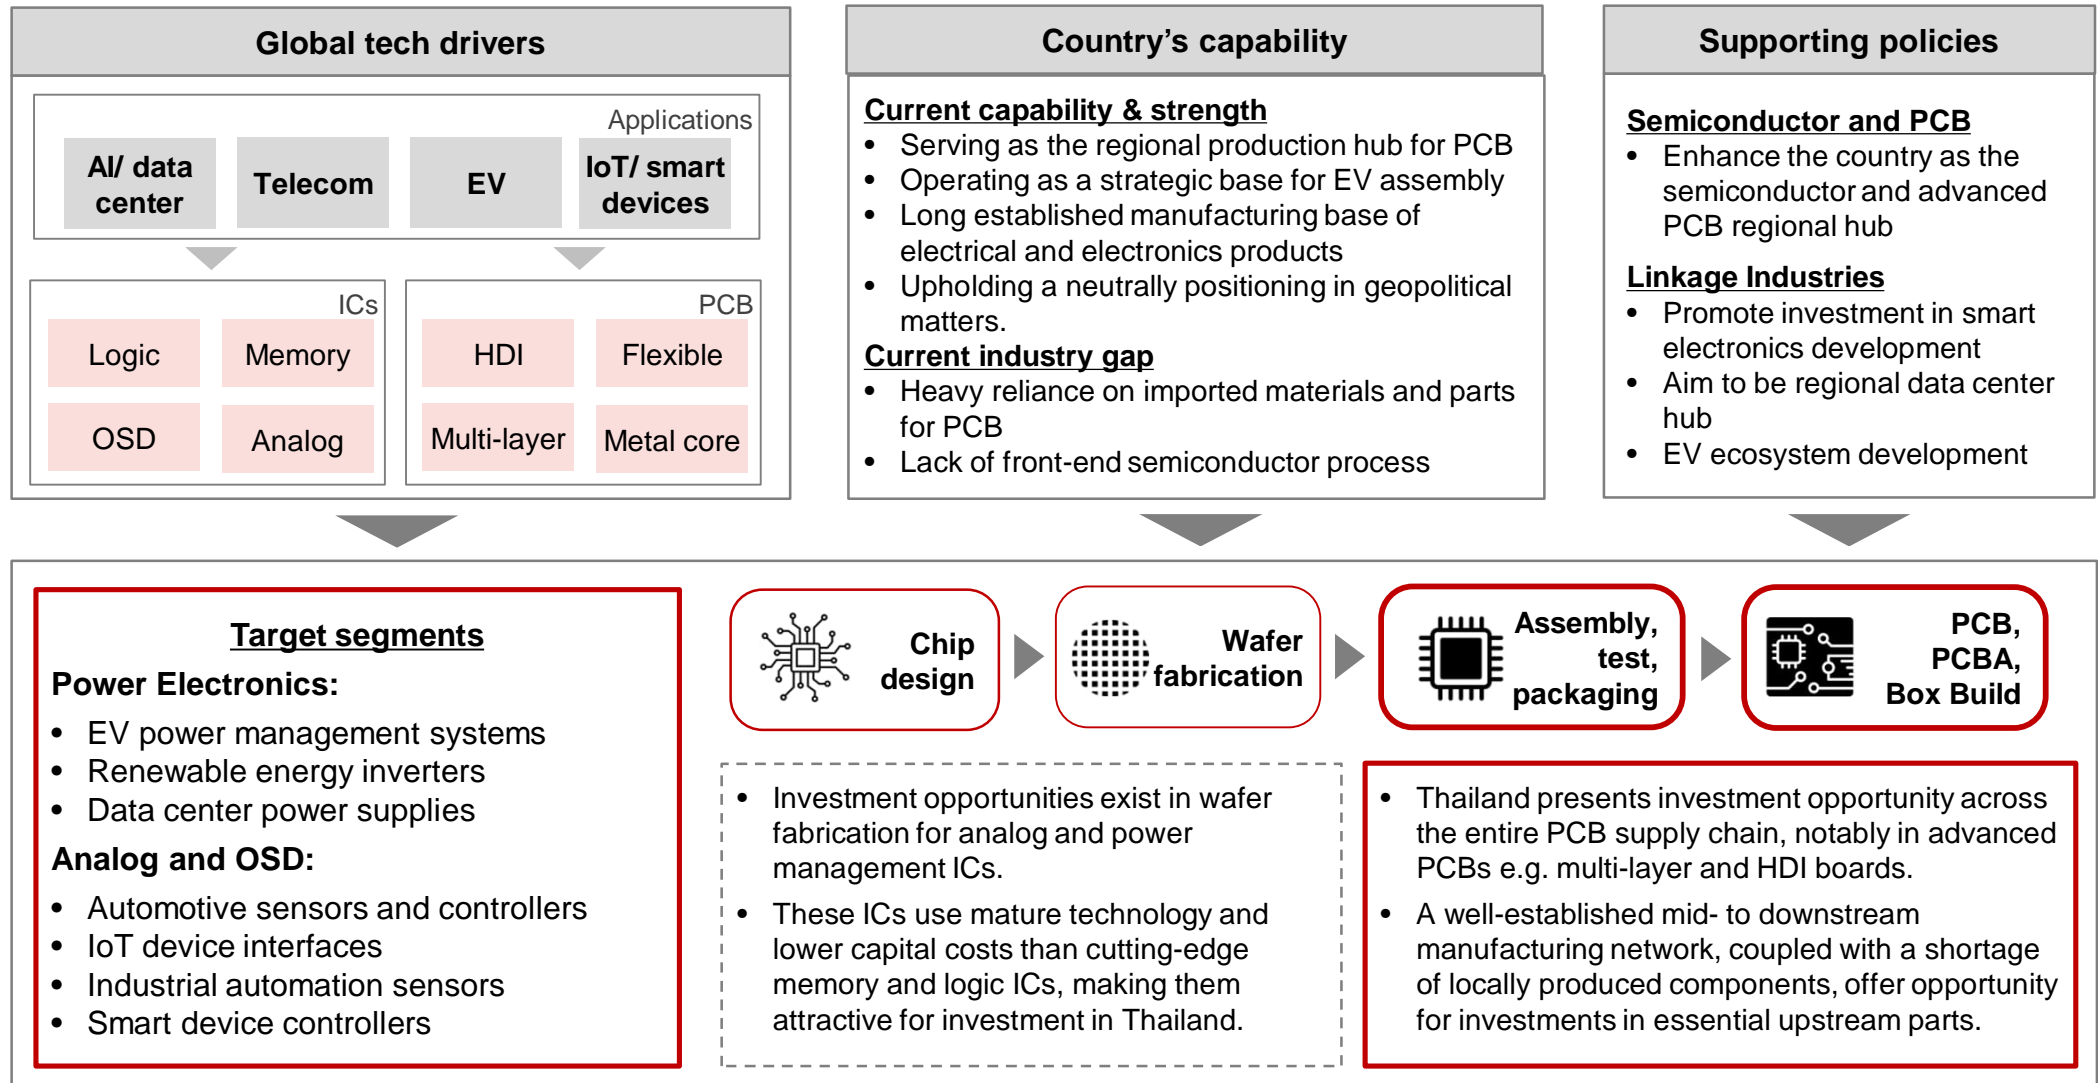 Global tech drivers
Applications
AI/ data
center
Telecom
EV
IoT/ smart
devices
ICs
Logic
Memory
OSD
Analog
PCB
HDI
Flexible
Multi-layer
Metal core
Country’s capability
Current capability & strength
• Serving as the regional production hub for PCB
• Operating as a strategic base for EV assembly
• Long established manufacturing base of
electrical and electronics products
• Upholding a neutrally positioning in geopolitical
matters.
Current industry gap
• Heavy reliance on imported materials and parts
for PCB
• Lack of front-end semiconductor process
Supporting policies
Semiconductor and PCB
• Enhance the country as the
semiconductor and advanced
PCB regional hub
Linkage Industries
• Promote investment in smart
electronics development
• Aim to be regional data center
hub
• EV ecosystem development
Target segments
Power Electronics:
• EV power management systems
• Renewable energy inverters
• Data center power supplies
Analog and OSD:
• Automotive sensors and controllers
• IoT device interfaces
• Industrial automation sensors
• Smart device controllers
Chip
design
Wafer
fabrication
Assembly,
test,
packaging
PCB,
PCBA,
Box Build
• Investment opportunities exist in wafer
fabrication for analog and power
management ICs.
• These ICs use mature technology and
lower capital costs than cutting-edge
memory and logic ICs, making them
attractive for investment in Thailand.
• Thailand presents investment opportunity across
the entire PCB supply chain, notably in advanced
PCBs e.g. multi-layer and HDI boards.
• A well-established mid- to downstream
manufacturing network, coupled with a shortage
of locally produced components, offer opportunity
for investments in essential upstream parts.